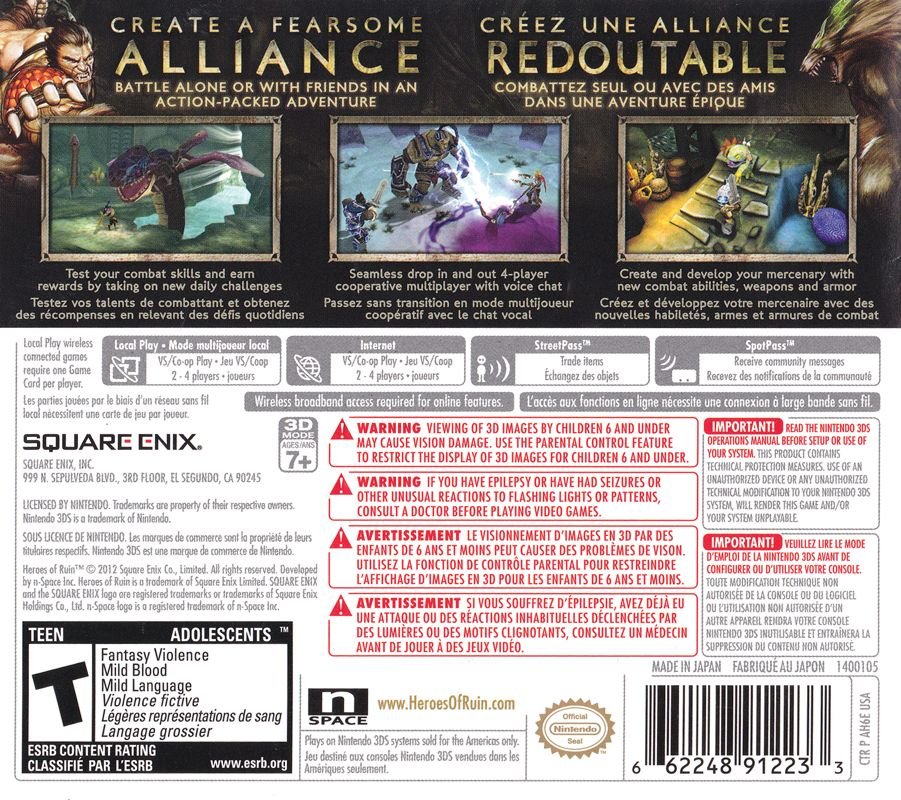 CREATE A FEARSOME
ALLIANCE
BATTLE ALONE OR WITH FRIENDS IN AN
ACTION-PACKED ADVENTURE
CRÉEZ UNE ALLIANCE
REDOUTABLE
COMBATTEZ SEUL OU AVEC DES AMIS
DANS UNE AVENTURE ÉPIQUE
Test your combat skills and earn
rewards by taking on new daily challenges
Testez vos talents de combattant et obtenez
des récompenses en relevant des défis quotidiens
Seamless drop in and out 4-player
cooperative multiplayer with voice chat
Passez sans transition en mode multijoueur
coopératif avec le chat vocal
Create and develop your mercenary with
new combat abilities, weapons and armor
Créez et développez votre mercenaire avec des
nouvelles habiletés, armes et armures de combat
Local Play wireless
connected games
require one Game
Card per player.
Local Play • Mode multijoueur local
VS/Co-op Play • Jeu VS/Coop
2 - 4 players • joueurs
Internet
VS/Co-op Play • Jeu VS/Coop
2 - 4 players • joueurs
StreetPass™
Trade items
Échangez des objets
SpotPass™
Receive community messages
Recevez des notifications de la communauté
Les parties jouées par le biais d'un réseau sans fil
local nécessitent une carte de jeu par joueur.
Wireless broadband access required for online features.
L'accès aux fonctions en ligne nécessite une connexion à large bande sans fil.
SQUARE ENIX®
SQUARE ENIX, INC.
999 N. SEPULVEDA BLVD., 3RD FLOOR, EL SEGUNDO, CA 90245
3D
MODE
AGES/ANS
7+
LICENSED BY NINTENDO. Trademarks are property of their respective owners.
Nintendo 3DS is a trademark of Nintendo.
SOUS LICENCE DE NINTENDO. Les marques de commerce sont la propriété de leurs
titulaires respectifs. Nintendo 3DS est une marque de commerce de Nintendo.
Heroes of Ruin™ © 2012 Square Enix Co., Limited. All rights reserved. Developed
by n-Space Inc. Heroes of Ruin is a trademark of Square Enix Limited. SQUARE ENIX
and the SQUARE ENIX logo are registered trademarks or trademarks of Square Enix
Holdings Co., Ltd. n-Space logo is a registered trademark of n-Space Inc.
WARNING VIEWING OF 3D IMAGES BY CHILDREN 6 AND UNDER
MAY CAUSE VISION DAMAGE. USE THE PARENTAL CONTROL FEATURE
TO RESTRICT THE DISPLAY OF 3D IMAGES FOR CHILDREN 6 AND UNDER.
WARNING IF YOU HAVE EPILEPSY OR HAVE HAD SEIZURES OR
OTHER UNUSUAL REACTIONS TO FLASHING LIGHTS OR PATTERNS,
CONSULT A DOCTOR BEFORE PLAYING VIDEO GAMES.
AVERTISSEMENT LE VISIONNEMENT D'IMAGES EN 3D PAR DES
ENFANTS DE 6 ANS ET MOINS PEUT CAUSER DES PROBLÈMES DE VISON.
UTILISEZ LA FONCTION DE CONTRÔLE PARENTAL POUR RESTREINDRE
L'AFFICHAGE D'IMAGES EN 3D POUR LES ENFANTS DE 6 ANS ET MOINS.
AVERTISSEMENT SI VOUS SOUFFREZ D'ÉPILEPSIE, AVEZ DÉJÀ EU
UNE ATTAQUE OU DES RÉACTIONS INHABITUELLES DÉCLENCHÉES PAR
DES LUMIÈRES OU DES MOTIFS CLIGNOTANTS, CONSULTEZ UN MÉDECIN
AVANT DE JOUER À DES JEUX VIDÉO.
IMPORTANT! READ THE NINTENDO 3DS
OPERATIONS MANUAL BEFORE SETUP OR USE OF
YOUR SYSTEM. THIS PRODUCT CONTAINS
TECHNICAL PROTECTION MEASURES. USE OF AN
UNAUTHORIZED DEVICE OR ANY UNAUTHORIZED
TECHNICAL MODIFICATION TO YOUR NINTENDO 3DS
SYSTEM, WILL RENDER THIS GAME AND/OR
YOUR SYSTEM UNPLAYABLE.
IMPORTANT! VEUILLEZ LIRE LE MODE
D'EMPLOI DE LA NINTENDO 3DS AVANT DE
CONFIGURER OU D'UTILISER VOTRE CONSOLE.
TOUTE MODIFICATION TECHNIQUE NON
AUTORISÉE DE LA CONSOLE OU DU LOGICIEL
OU L'UTILISATION NON AUTORISÉE D'UN
AUTRE APPAREIL RENDRA VOTRE CONSOLE
NINTENDO 3DS INUTILISABLE ET ENTRAÎNERA LA
SUPPRESSION DU CONTENU NON AUTORISÉ.
MADE IN JAPAN FABRIQUÉ AU JAPON 1400105
TEEN ADOLESCENTS ™
T
Fantasy Violence
Mild Blood
Mild Language
Violence fictive
Légères représentations de sang
Langage grossier
ESRB CONTENT RATING
CLASSIFIÉ PAR L'ESRB
www.esrb.org
n
SPACE
www.HeroesOfRuin.com
Plays on Nintendo 3DS systems sold for the Americas only.
Jeu destiné aux consoles Nintendo 3DS vendues dans les
Amériques seulement.
Official
Nintendo
Seal
6 62248 91223 3
CTR P AH6E USA